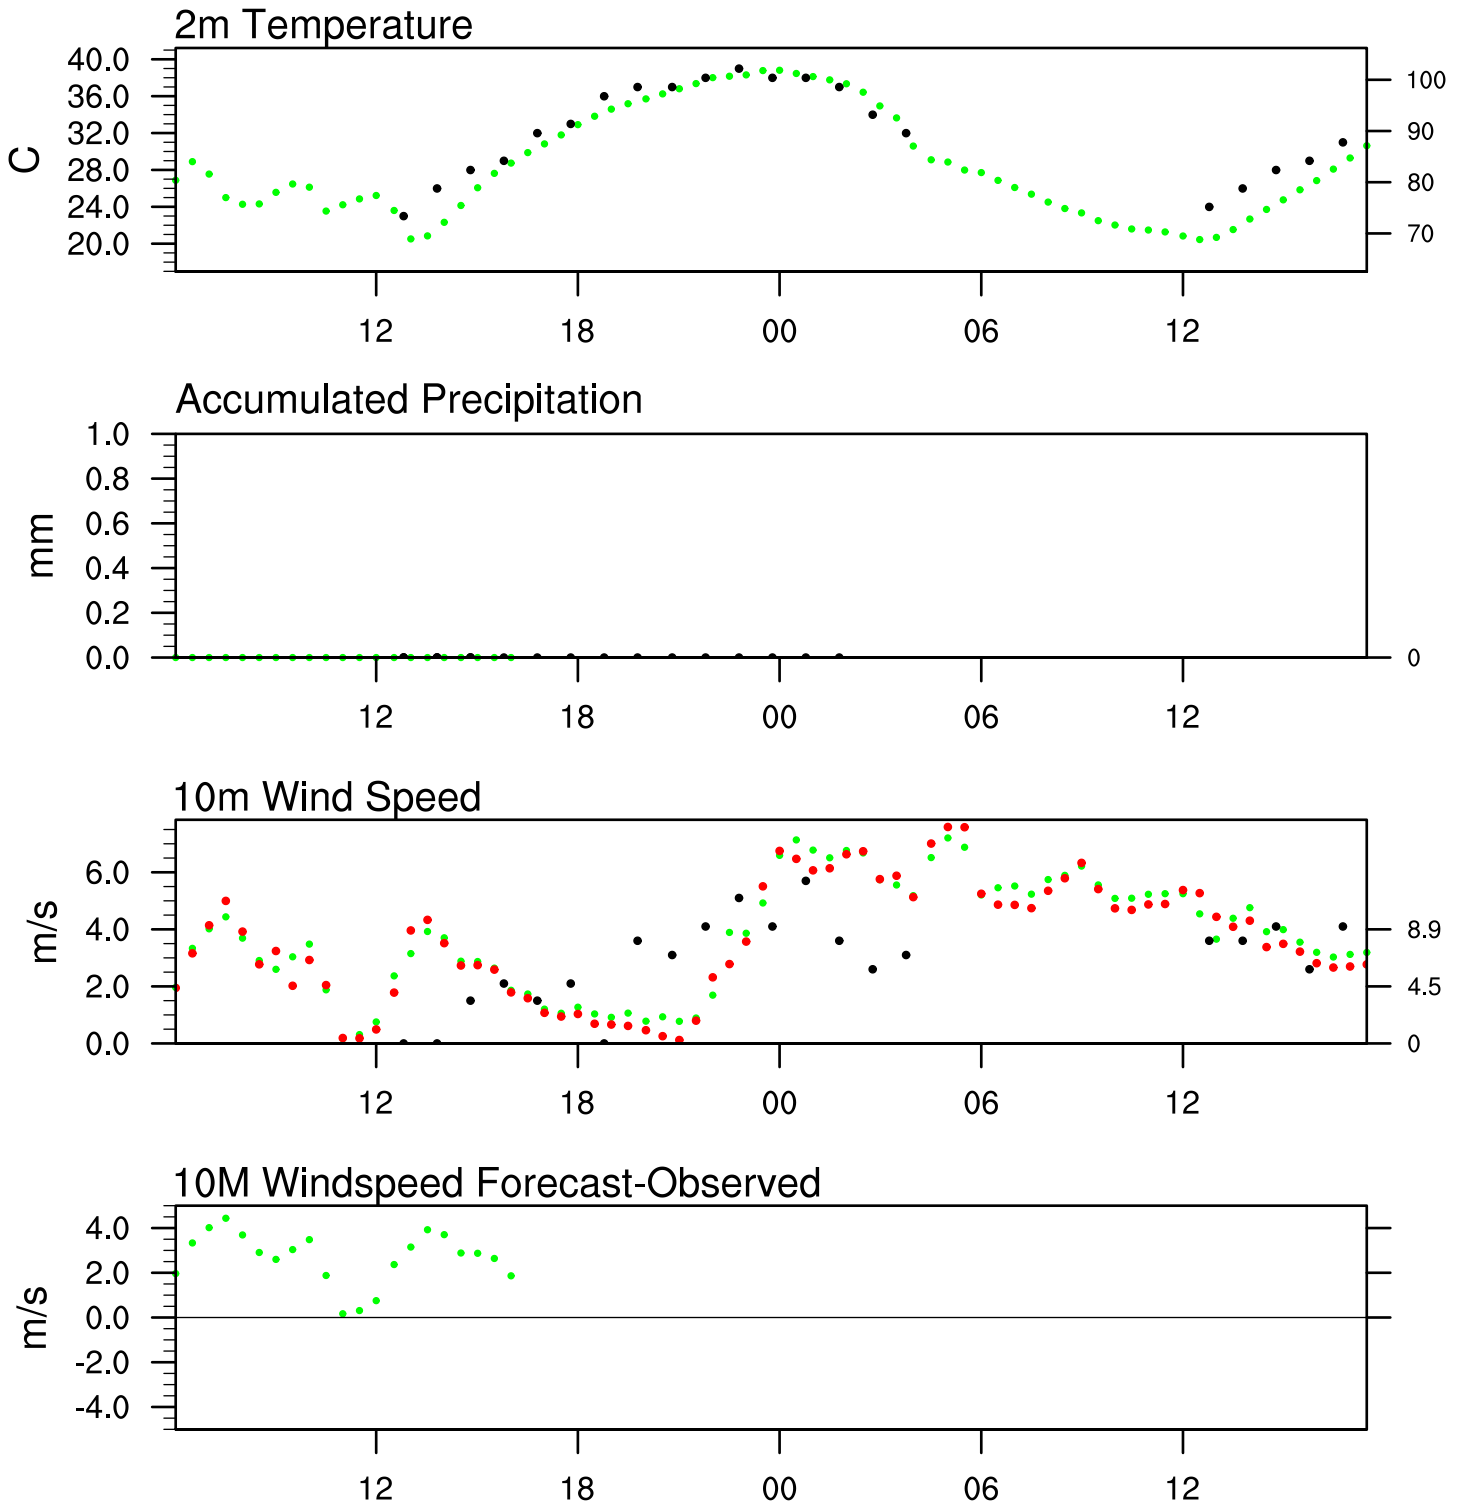 2m Temperature
40.0
36.0
32.0
28.0
24.0
20.0
C
100
90
80
70
12 18 00 06 12
Accumulated Precipitation
1.0
0.8
0.6
0.4
0.2
0.0
mm
0
12 18 00 06 12
10m Wind Speed
6.0
4.0
2.0
0.0
m/s
8.9
4.5
0
12 18 00 06 12
10M Windspeed Forecast-Observed
4.0
2.0
0.0
-2.0
-4.0
m/s
12 18 00 06 12